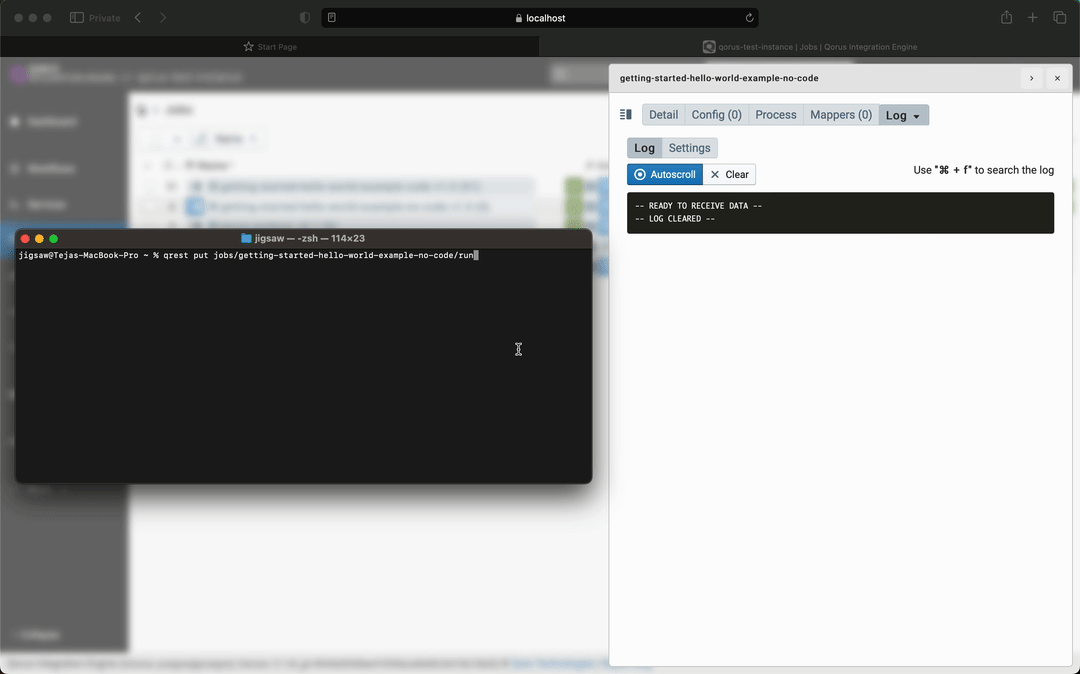 Private
localhost
Start Page
qorus-test-instance | Jobs | Qorus Integration Engine
getting-started-hello-world-example-no-code
Detail Config (0) Process Mappers (0) Log
Log Settings
Autoscroll Clear
Use "⌘ + f" to search the log
-- READY TO RECEIVE DATA --
-- LOG CLEARED --
jigsaw — -zsh — 114×23
jigsaw@Tejas-MacBook-Pro ~ % qrest put jobs/getting-started-hello-world-example-no-code/run